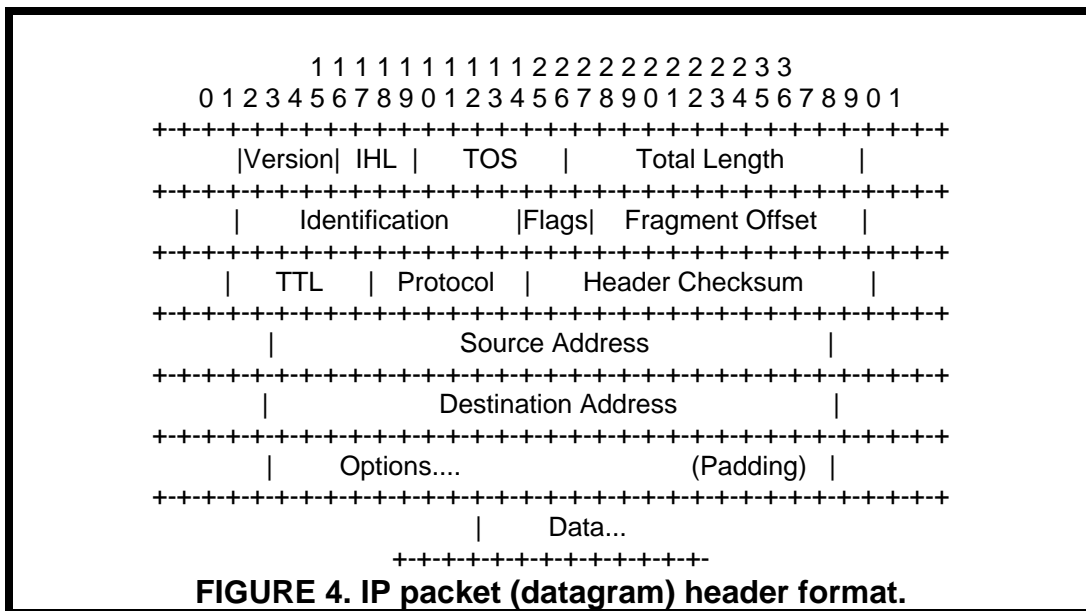 1 1 1 1 1 1 1 1 1 1 2 2 2 2 2 2 2 2 2 2 3 3
0 1 2 3 4 5 6 7 8 9 0 1 2 3 4 5 6 7 8 9 0 1 2 3 4 5 6 7 8 9 0 1
+-+-+-+-+-+-+-+-+-+-+-+-+-+-+-+-+-+-+-+-+-+-+-+-+-+-+-+-+-+-+-+-+
|Version| IHL | TOS | Total Length |
+-+-+-+-+-+-+-+-+-+-+-+-+-+-+-+-+-+-+-+-+-+-+-+-+-+-+-+-+-+-+-+-+
| Identification |Flags| Fragment Offset |
+-+-+-+-+-+-+-+-+-+-+-+-+-+-+-+-+-+-+-+-+-+-+-+-+-+-+-+-+-+-+-+-+
| TTL | Protocol | Header Checksum |
+-+-+-+-+-+-+-+-+-+-+-+-+-+-+-+-+-+-+-+-+-+-+-+-+-+-+-+-+-+-+-+-+
| Source Address |
+-+-+-+-+-+-+-+-+-+-+-+-+-+-+-+-+-+-+-+-+-+-+-+-+-+-+-+-+-+-+-+-+
| Destination Address |
+-+-+-+-+-+-+-+-+-+-+-+-+-+-+-+-+-+-+-+-+-+-+-+-+-+-+-+-+-+-+-+-+
| Options.... (Padding) |
+-+-+-+-+-+-+-+-+-+-+-+-+-+-+-+-+-+-+-+-+-+-+-+-+-+-+-+-+-+-+-+-+
| Data...
+-+-+-+-+-+-+-+-+-+-+-+-+-
FIGURE 4. IP packet (datagram) header format.